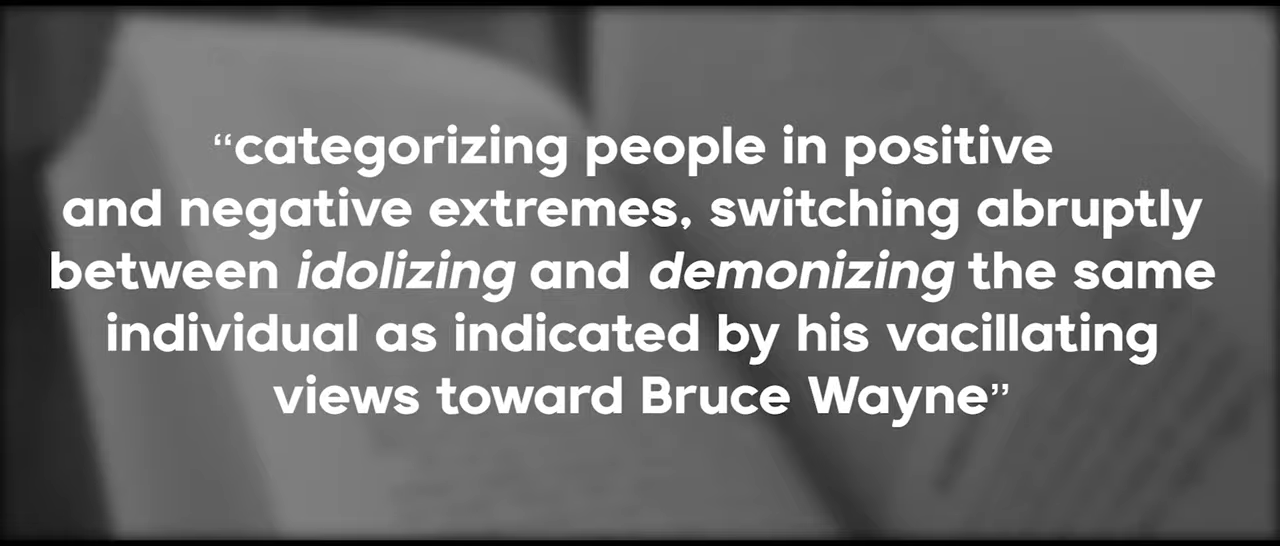 “categorizing people in positive
and negative extremes, switching abruptly
between idolizing and demonizing the same
individual as indicated by his vacillating
views toward Bruce Wayne”